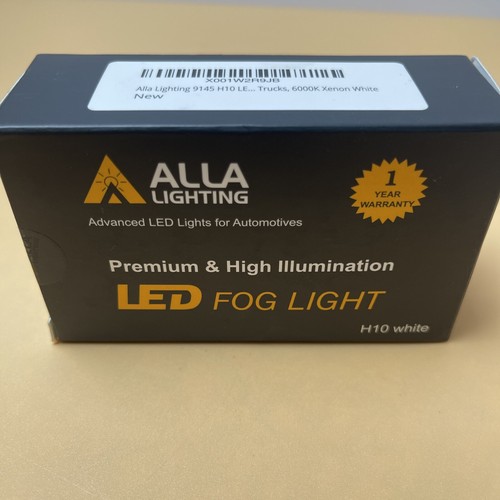 X001W2R9JB
Alla Lighting 9145 H10 LE... Trucks, 6000K Xenon White
New
ALLA
LIGHTING
Advanced LED Lights for Automotives
1
YEAR
WARRANTY
Premium & High Illumination
LED FOG LIGHT
H10 white